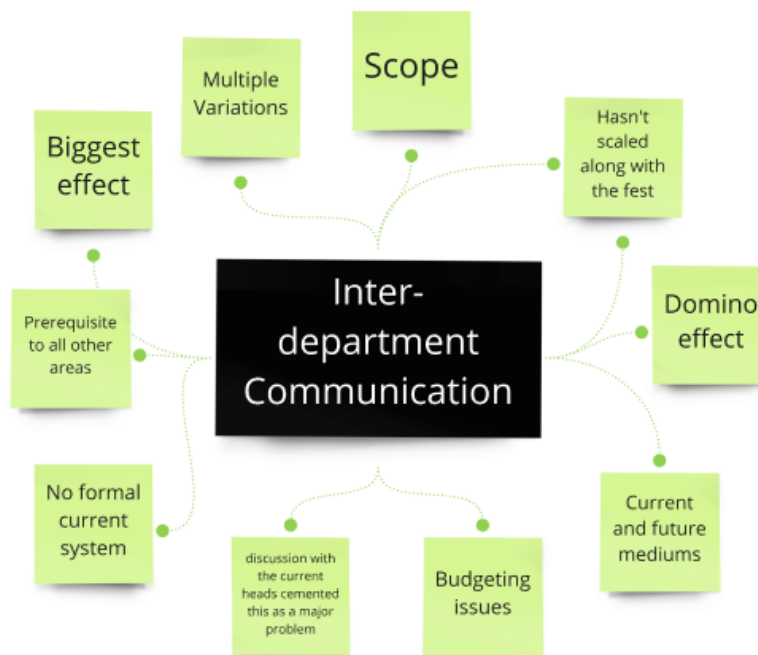 Scope
Multiple
Variations
Hasn't
scaled
along with
the fest
Biggest
effect
Inter-
department
Communication
Domino
effect
Prerequisite
to all other
areas
No formal
current
system
Current
and future
mediums
discussion with
the current
heads cemented
this as a major
problem
Budgeting
issues